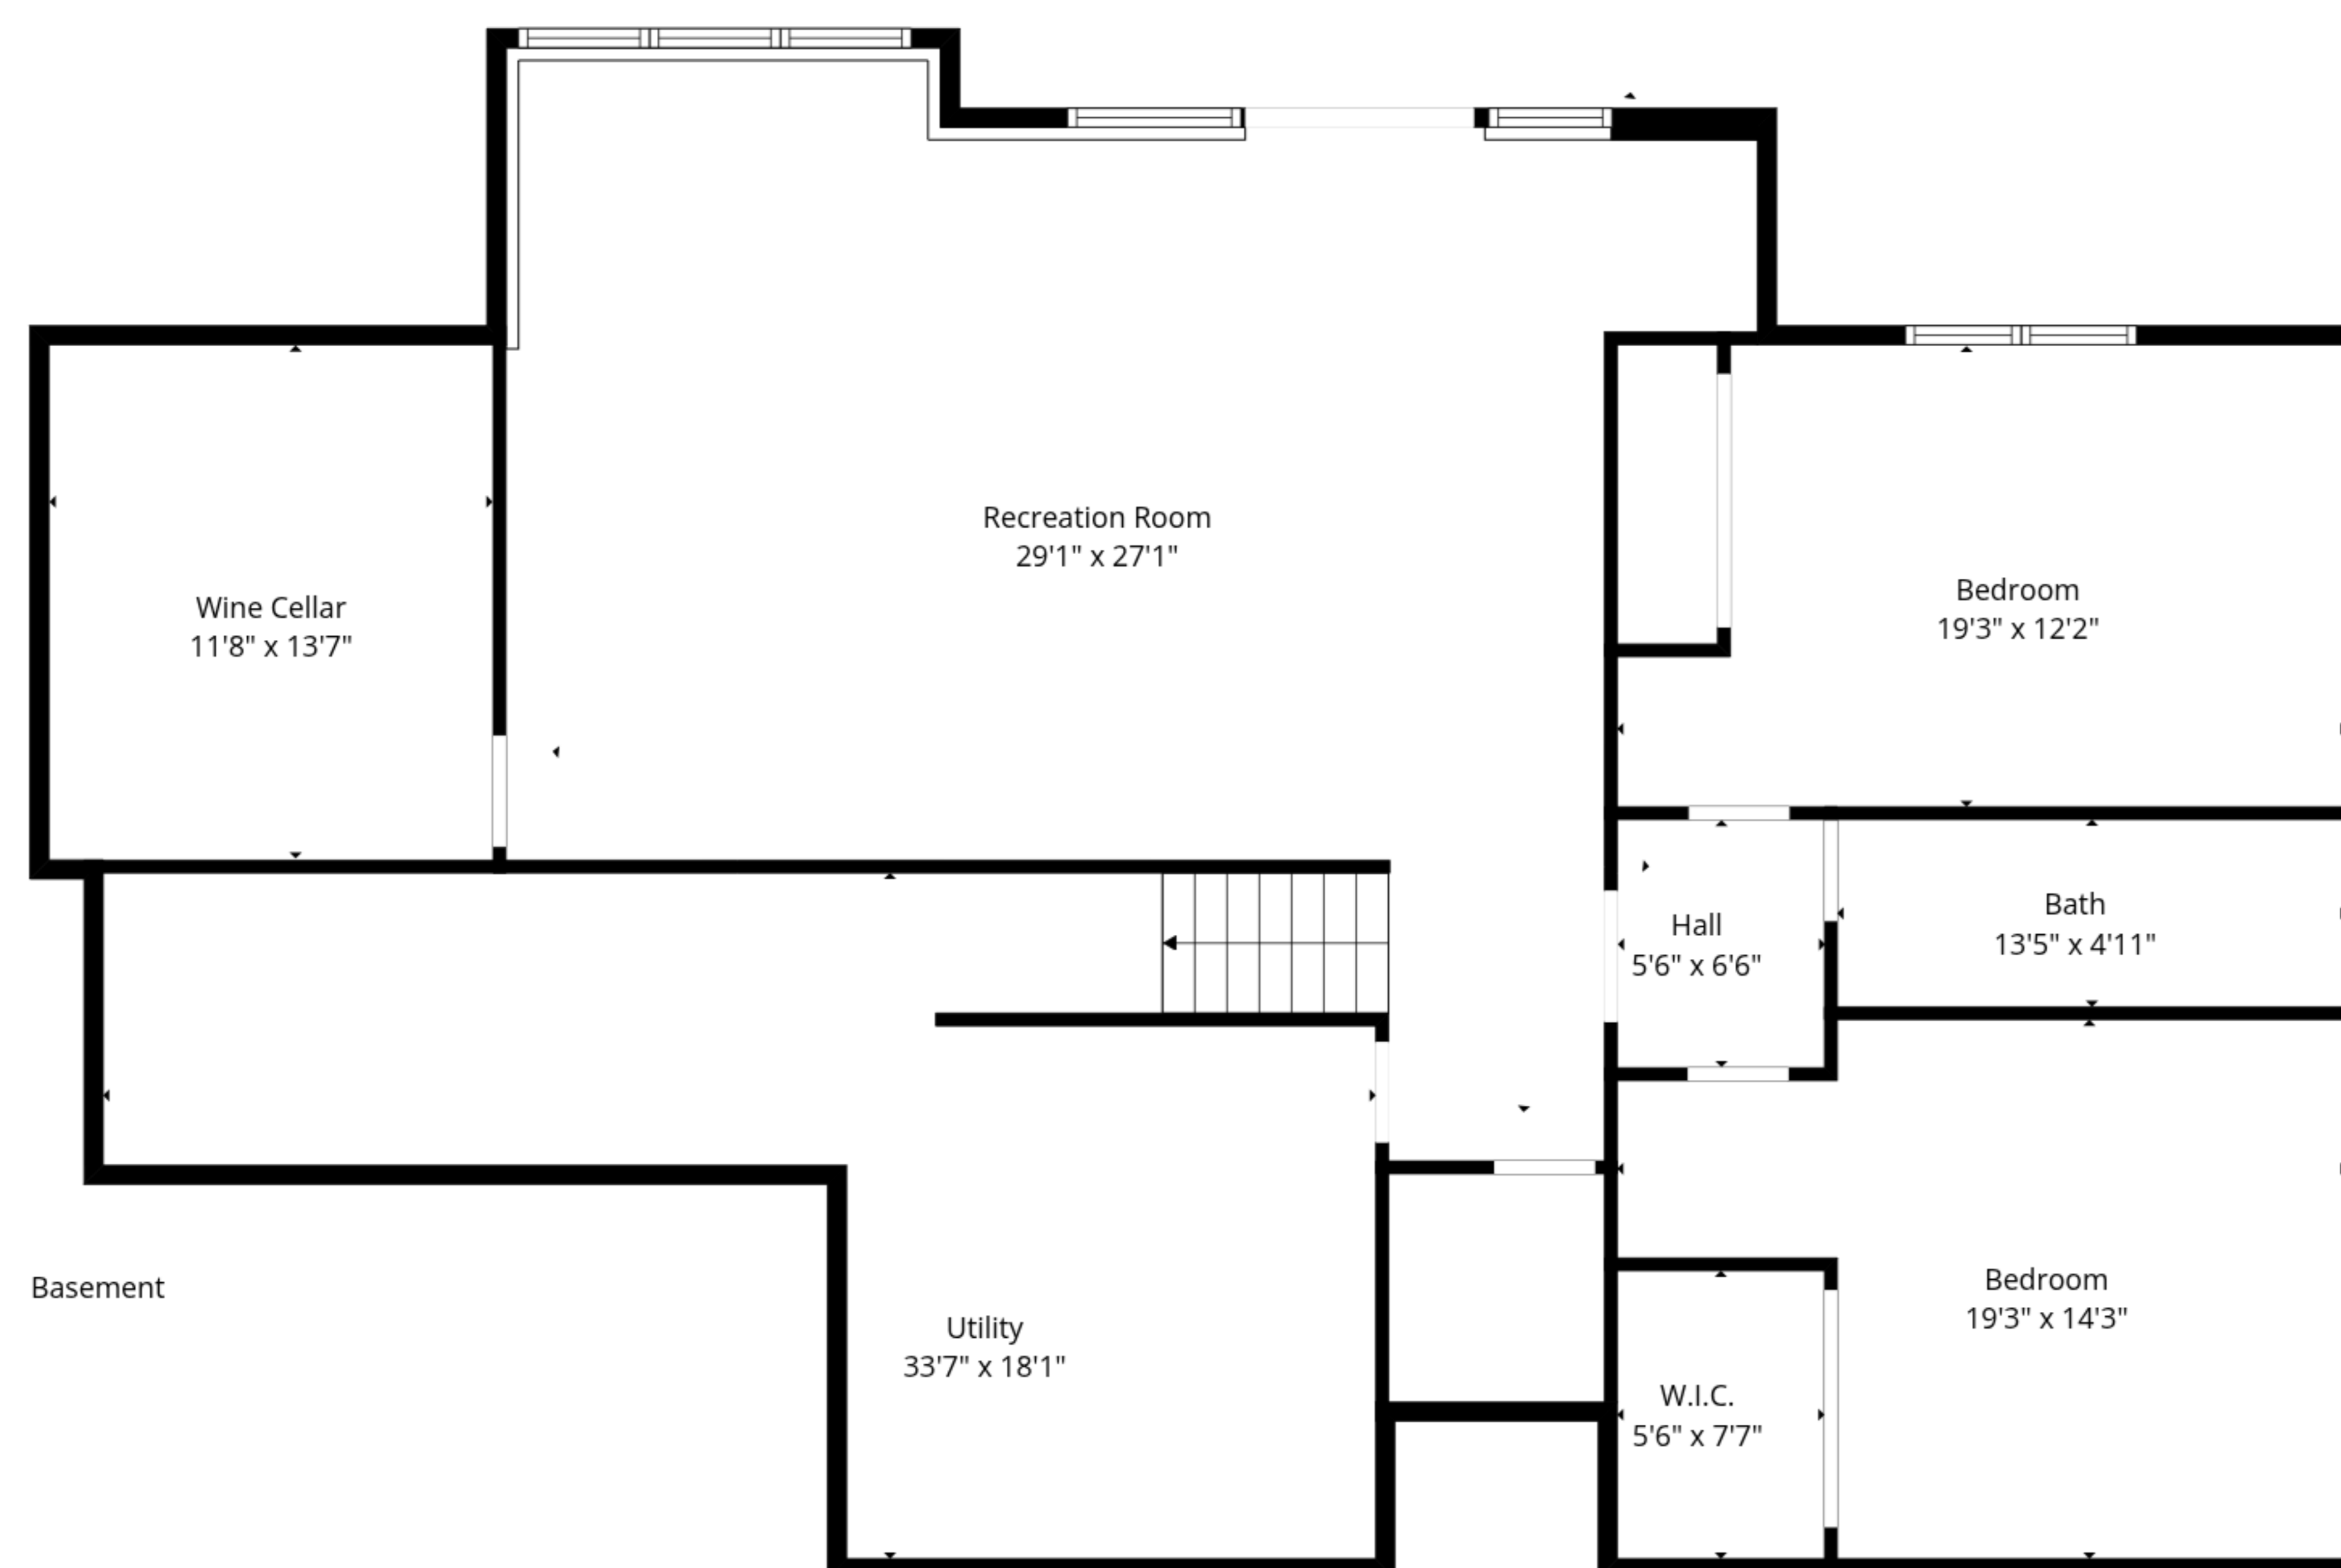 Recreation Room
29'1" x 27'1"
Wine Cellar
11'8" x 13'7"
Bedroom
19'3" x 12'2"
Hall
5'6" x 6'6"
Bath
13'5" x 4'11"
Basement
Utility
33'7" x 18'1"
Bedroom
19'3" x 14'3"
W.I.C.
5'6" x 7'7"